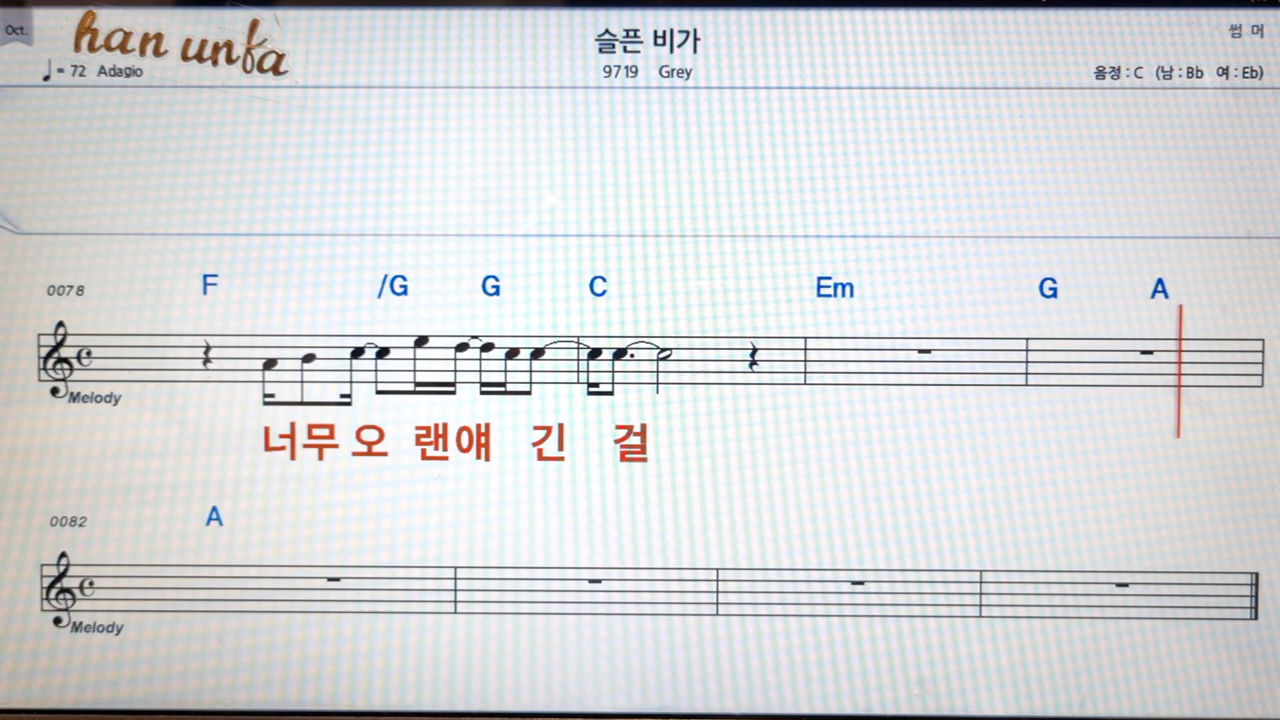 Oct.
han unfa
슬픈 비가
썸 머
♩= 72 Adagio
9719 Grey
음정 : C (남 : Bb 여 : Eb)
0078 F /G G C Em G A
Melody
너무 오 랜얘 긴 걸
0082 A
Melody